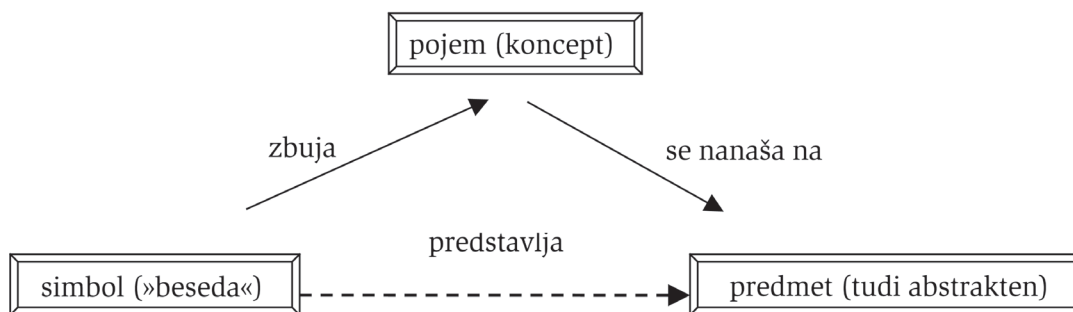 pojem (koncept)
zbuja
se nanaša na
predstavlja
simbol (»beseda«)
predmet (tudi abstrakten)